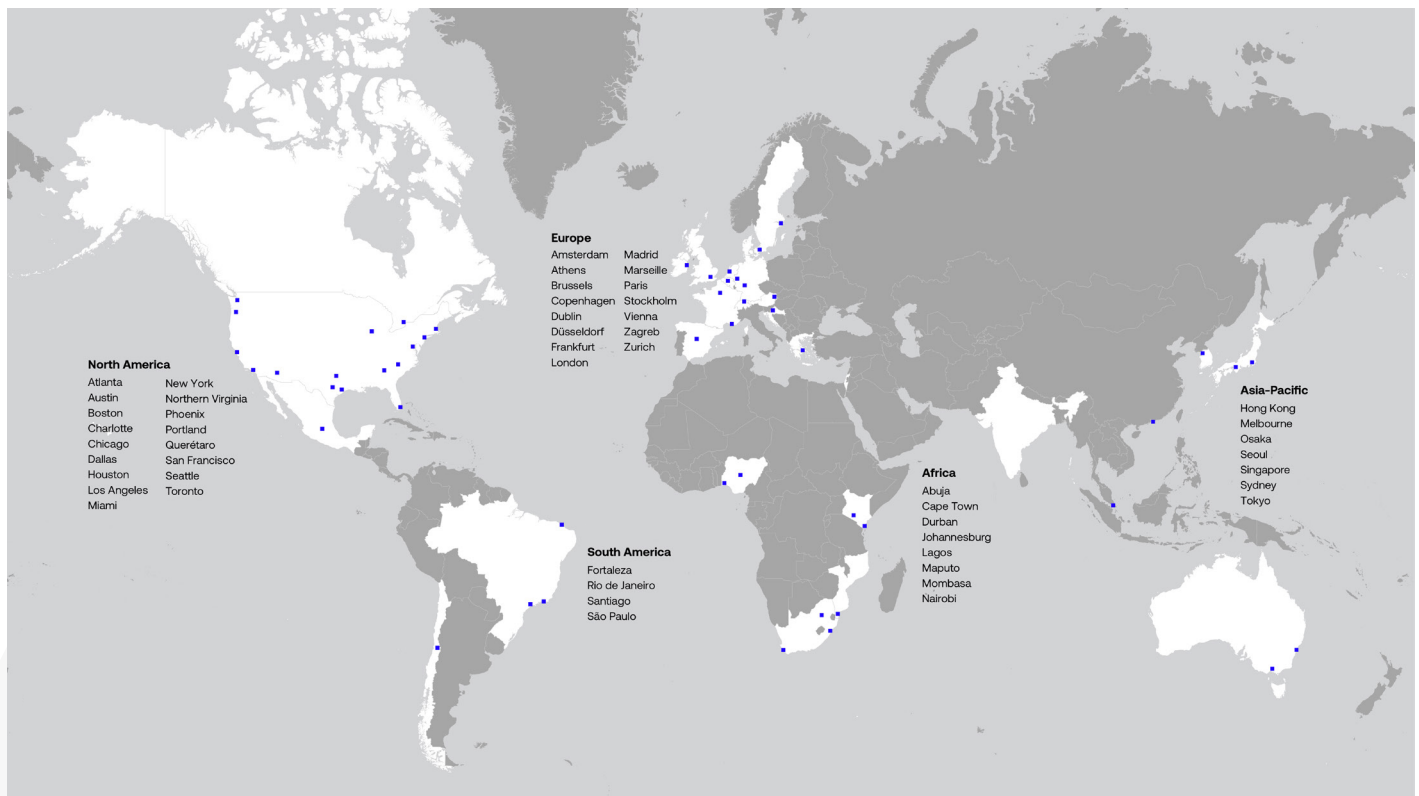 North America
Atlanta
Austin
Boston
Charlotte
Chicago
Dallas
Houston
Los Angeles
Miami
New York
Northern Virginia
Phoenix
Portland
Querétaro
San Francisco
Seattle
Toronto
Europe
Amsterdam
Athens
Brussels
Copenhagen
Dublin
Düsseldorf
Frankfurt
London
Madrid
Marseille
Paris
Stockholm
Vienna
Zagreb
Zurich
South America
Fortaleza
Rio de Janeiro
Santiago
São Paulo
Africa
Abuja
Cape Town
Durban
Johannesburg
Lagos
Maputo
Mombasa
Nairobi
Asia-Pacific
Hong Kong
Melbourne
Osaka
Seoul
Singapore
Sydney
Tokyo